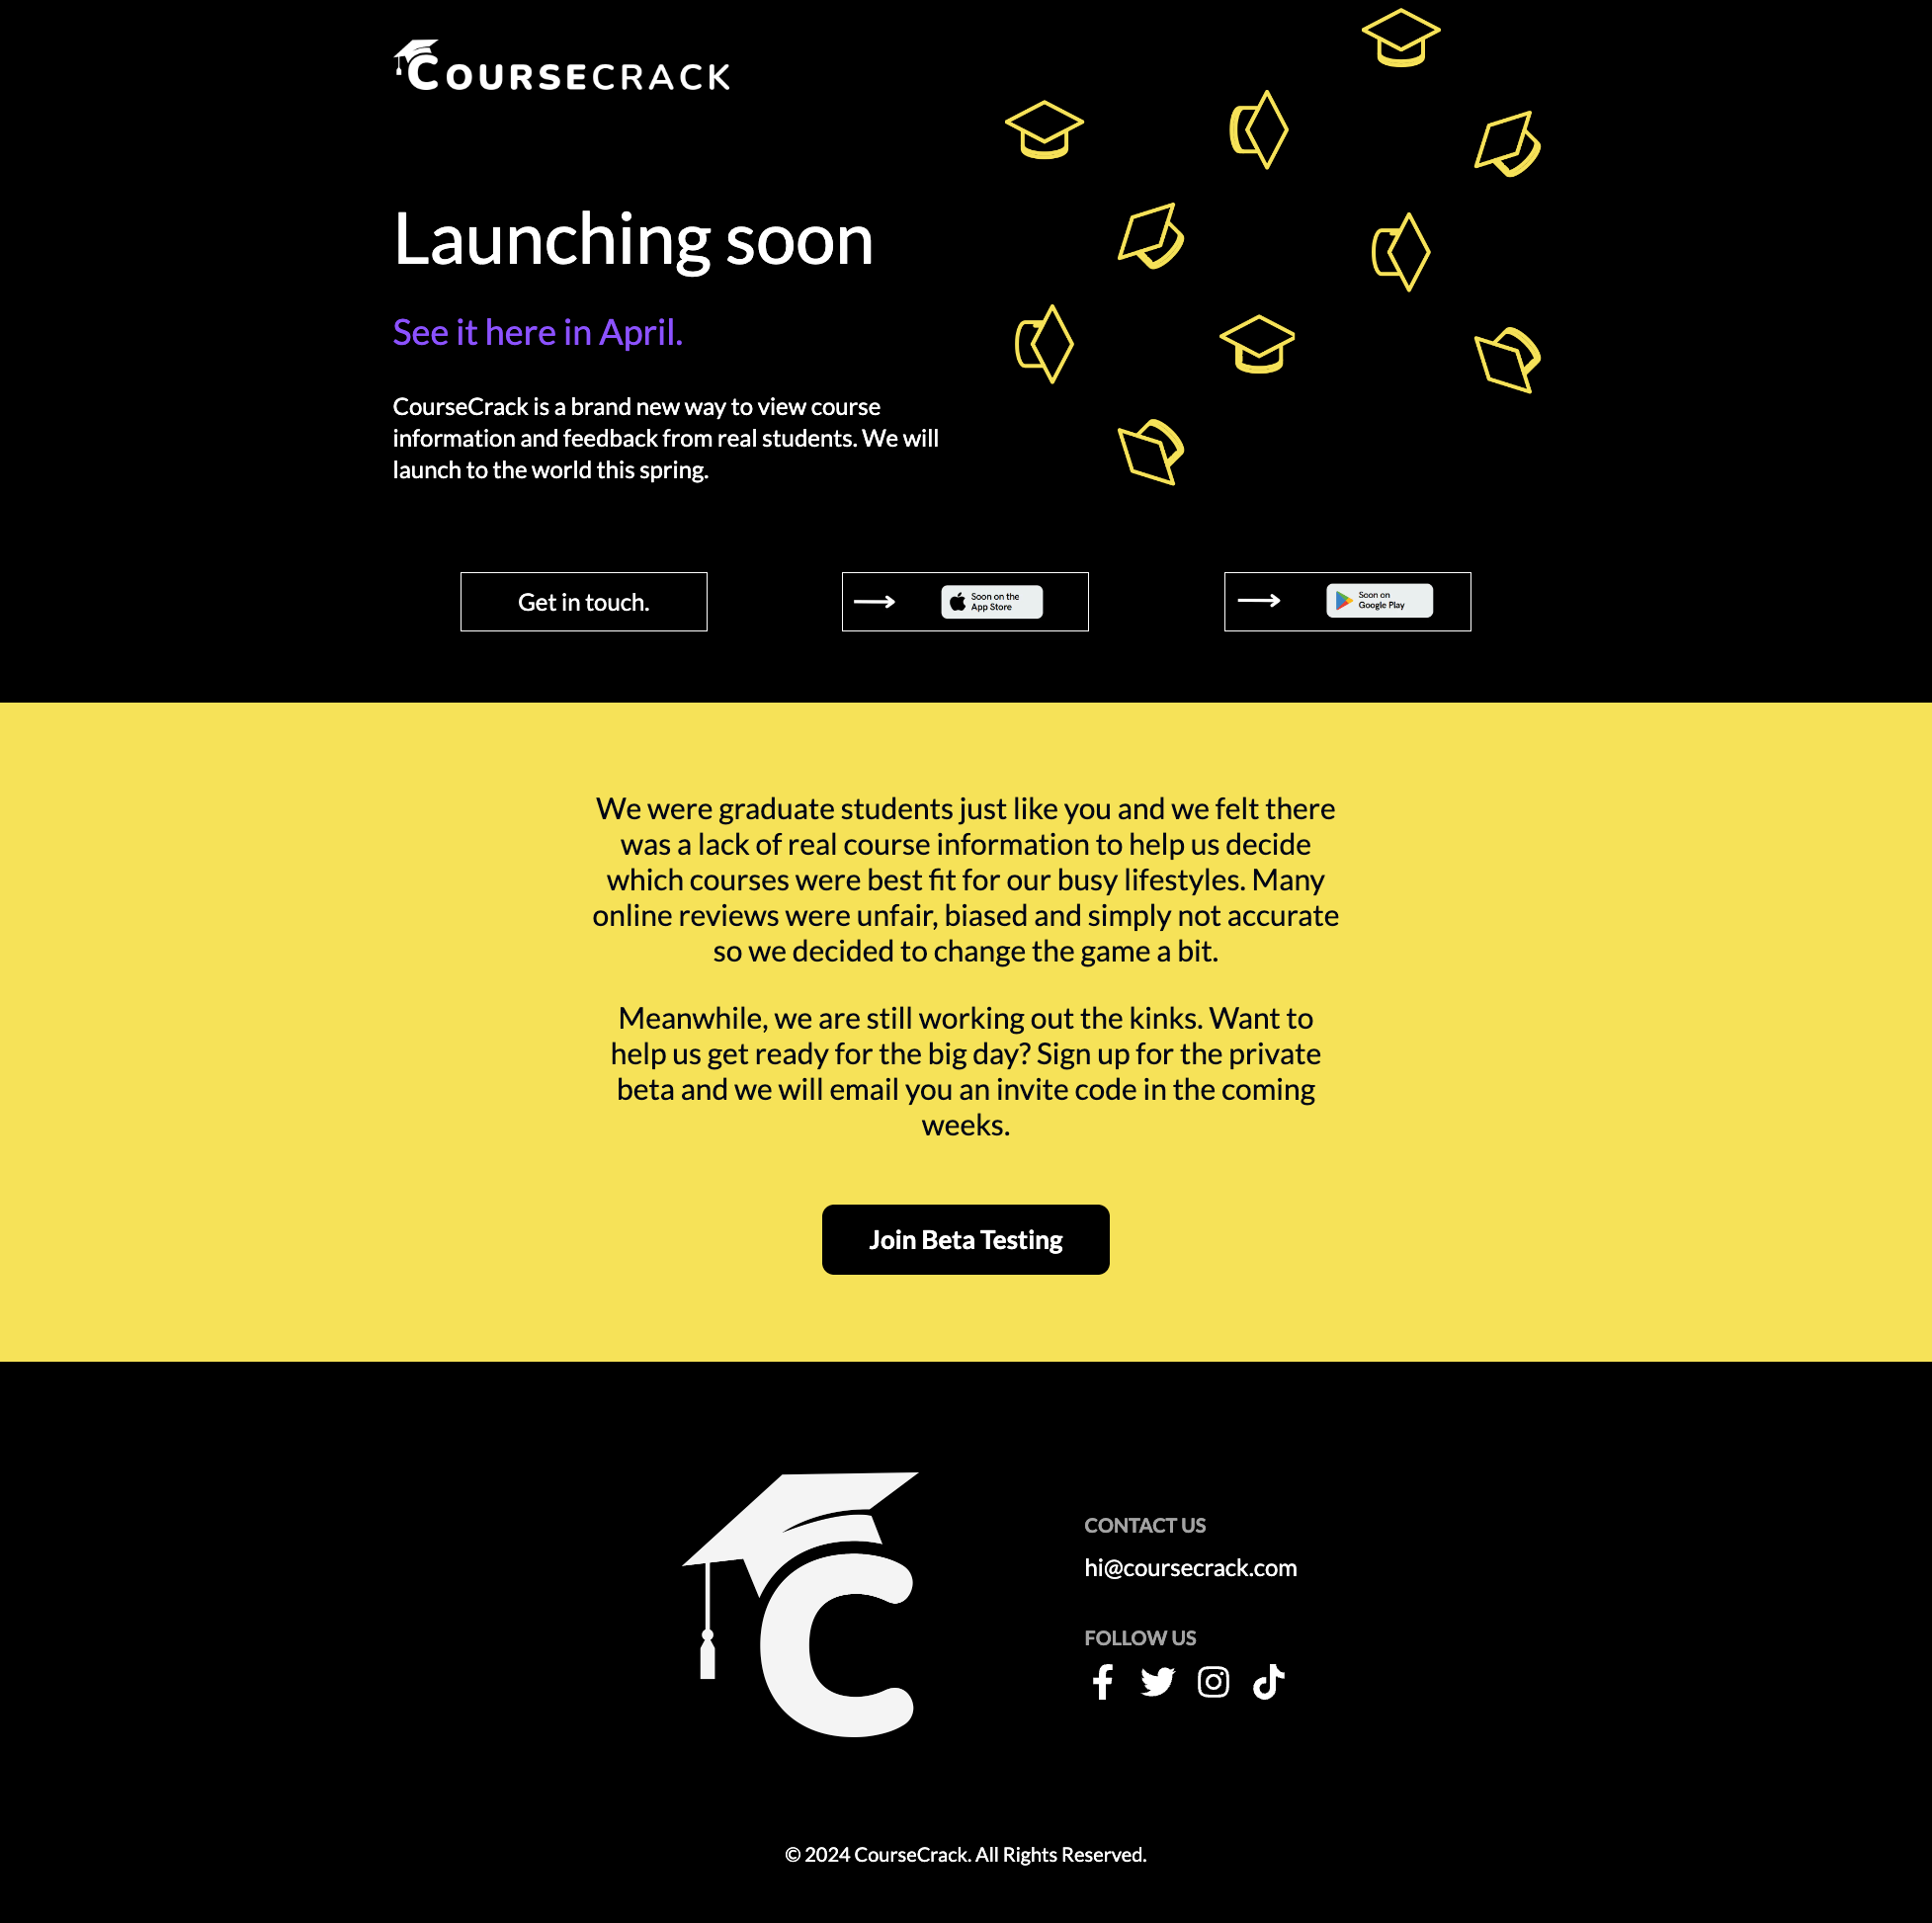 COURSECRACK
Launching soon
See it here in April.
CourseCrack is a brand new way to view course
information and feedback from real students. We will
launch to the world this spring.
Get in touch.
Soon on the
App Store
Soon on
Google Play
We were graduate students just like you and we felt there
was a lack of real course information to help us decide
which courses were best fit for our busy lifestyles. Many
online reviews were unfair, biased and simply not accurate
so we decided to change the game a bit.
Meanwhile, we are still working out the kinks. Want to
help us get ready for the big day? Sign up for the private
beta and we will email you an invite code in the coming
weeks.
Join Beta Testing
C
CONTACT US
hi@coursecrack.com
FOLLOW US
© 2024 CourseCrack. All Rights Reserved.